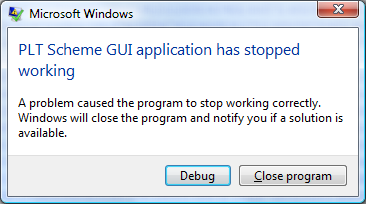 Microsoft Windows
PLT Scheme GUI application has stopped
working
A problem caused the program to stop working correctly.
Windows will close the program and notify you if a solution is
available.
Debug
Close program